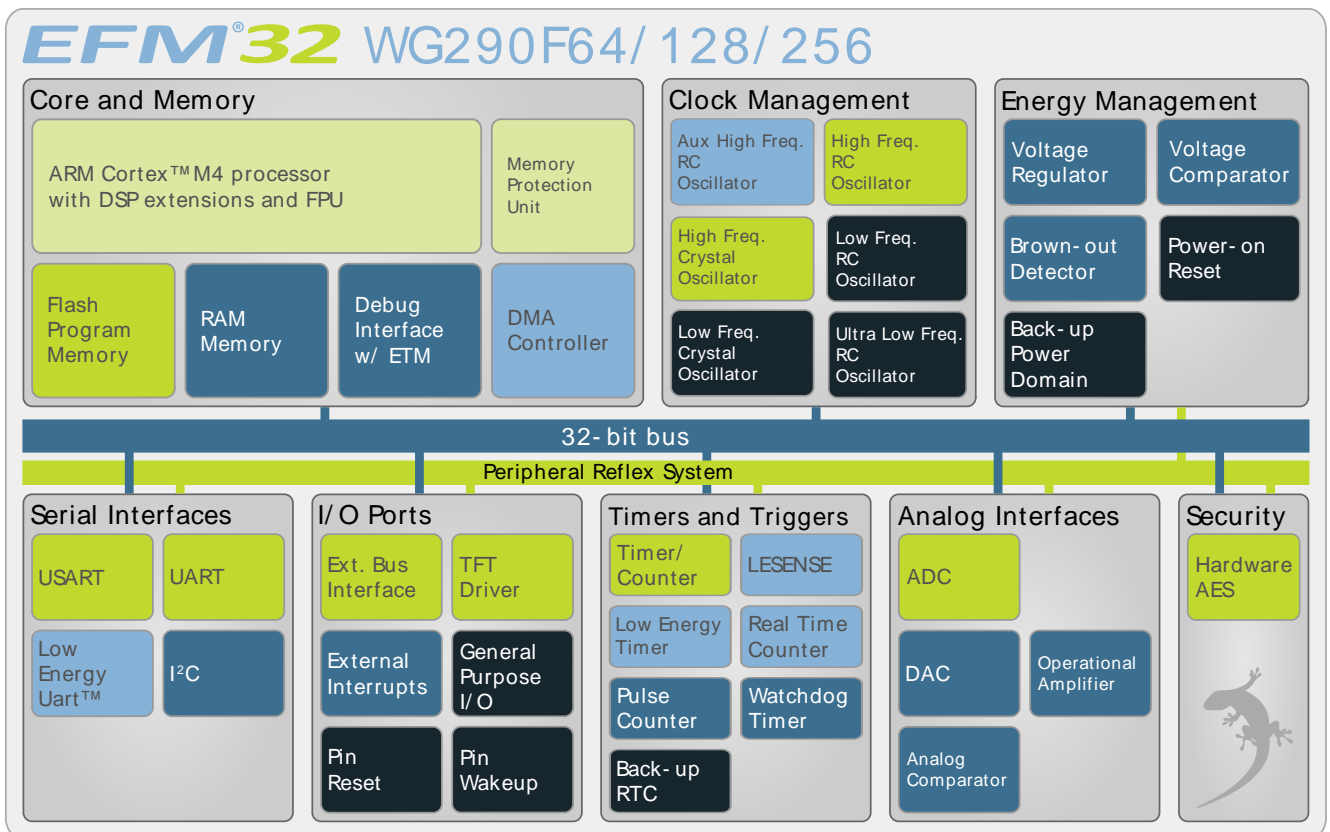 EFM®32 WG290F64/128/256
Core and Memory
ARM Cortex™ M4 processor
with DSP extensions and FPU
Memory
Protection
Unit
Flash
Program
Memory
RAM
Memory
Debug
Interface
w/ ETM
DMA
Controller
Clock Management
Aux High Freq.
RC
Oscillator
High Freq.
RC
Oscillator
High Freq.
Crystal
Oscillator
Low Freq.
RC
Oscillator
Low Freq.
Crystal
Oscillator
Ultra Low Freq.
RC
Oscillator
Energy Management
Voltage
Regulator
Voltage
Comparator
Brown-out
Detector
Power-on
Reset
Back-up
Power
Domain
32-bit bus
Peripheral Reflex System
Serial Interfaces
USART
UART
Low
Energy
Uart™
I²C
I/O Ports
Ext. Bus
Interface
TFT
Driver
External
Interrupts
General
Purpose
I/O
Pin
Reset
Pin
Wakeup
Timers and Triggers
Timer/
Counter
LESENSE
Low Energy
Timer
Real Time
Counter
Pulse
Counter
Watchdog
Timer
Back-up
RTC
Analog Interfaces
ADC
DAC
Operational
Amplifier
Analog
Comparator
Security
Hardware
AES